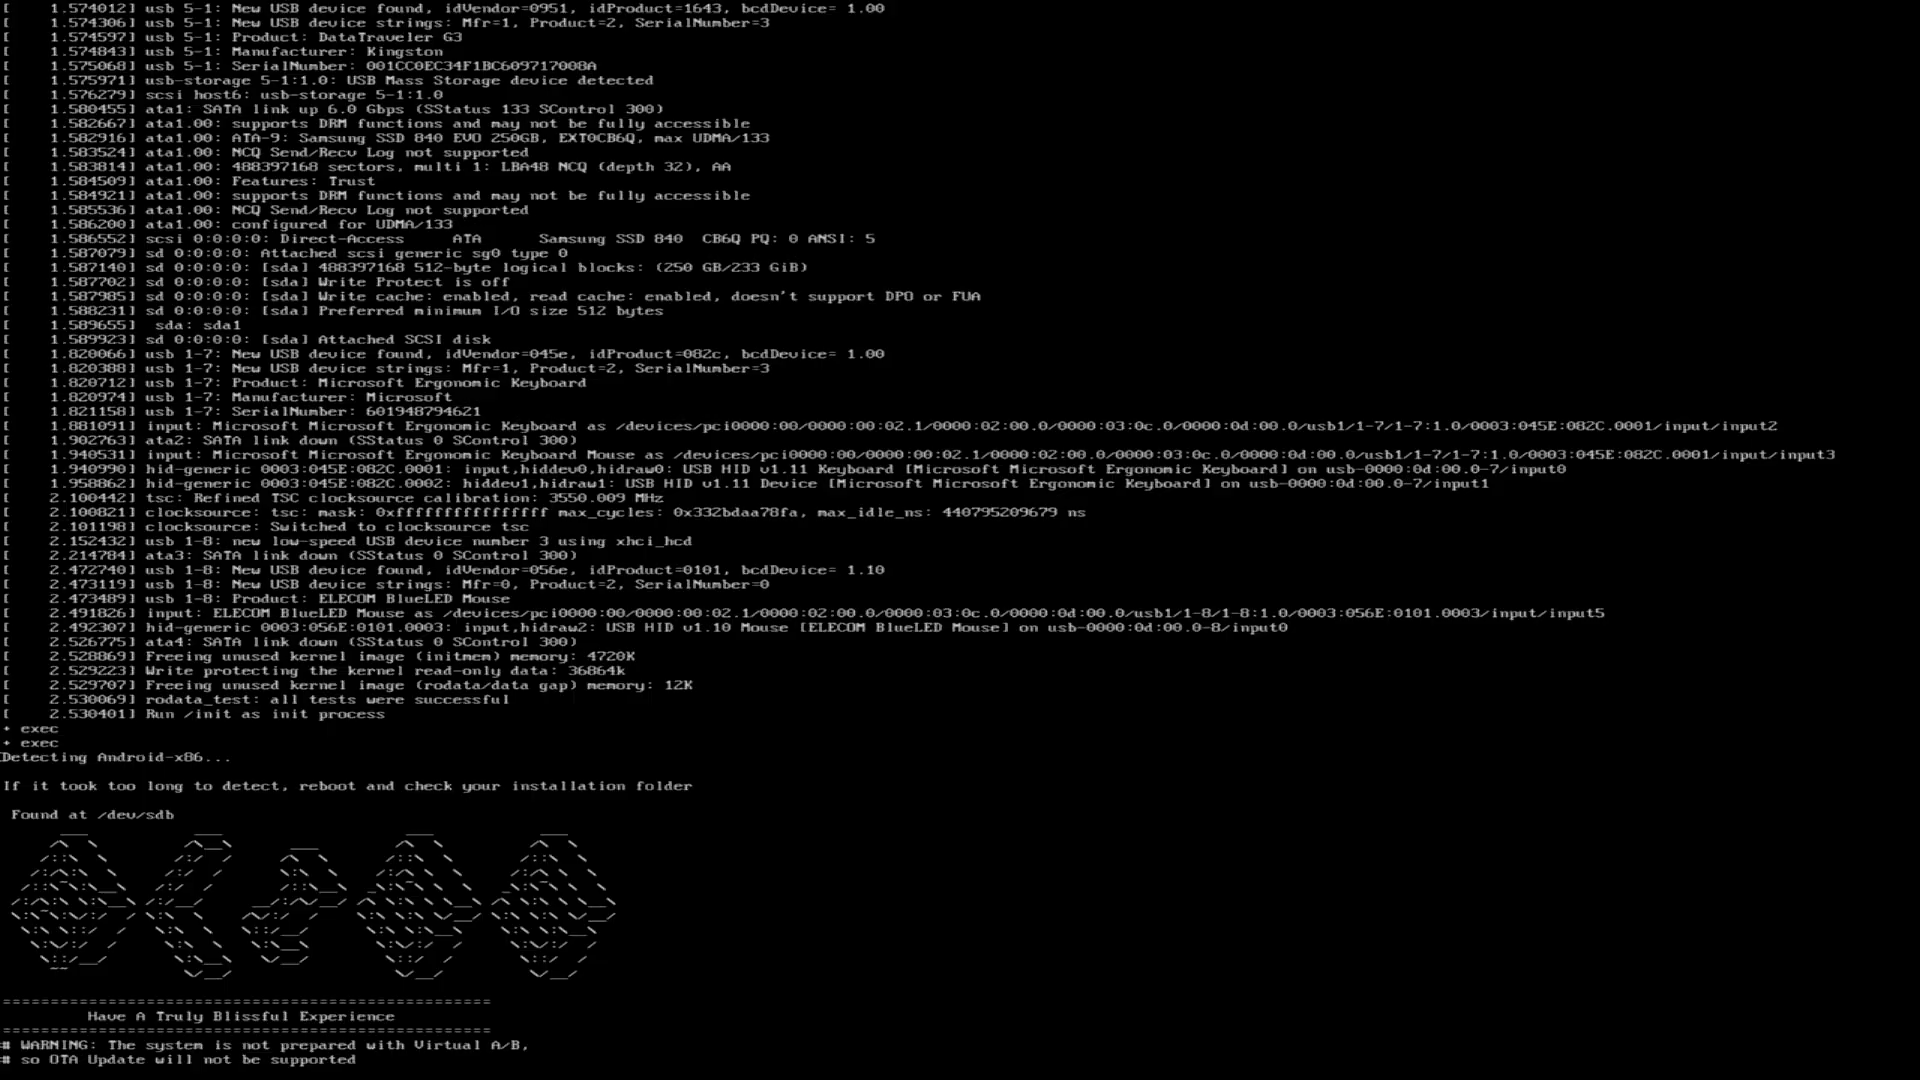 [    1.574012] usb 5-1: New USB device found, idVendor=0951, idProduct=1643, bcdDevice= 1.00
[    1.574306] usb 5-1: New USB device strings: Mfr=1, Product=2, SerialNumber=3
[    1.574597] usb 5-1: Product: DataTraveler G3
[    1.574843] usb 5-1: Manufacturer: Kingston
[    1.575068] usb 5-1: SerialNumber: 001CC0EC34F1BC609717008A
[    1.575971] usb-storage 5-1:1.0: USB Mass Storage device detected
[    1.576279] scsi host6: usb-storage 5-1:1.0
[    1.580455] ata1: SATA link up 6.0 Gbps (SStatus 133 SControl 300)
[    1.582667] ata1.00: supports DRM functions and may not be fully accessible
[    1.582916] ata1.00: ATA-9: Samsung SSD 840 EVO 250GB, EXT0CB6Q, max UDMA/133
[    1.583524] ata1.00: NCQ Send/Recv Log not supported
[    1.583814] ata1.00: 488397168 sectors, multi 1: LBA48 NCQ (depth 32), AA
[    1.584509] ata1.00: Features: Trust
[    1.584921] ata1.00: supports DRM functions and may not be fully accessible
[    1.585536] ata1.00: NCQ Send/Recv Log not supported
[    1.586200] ata1.00: configured for UDMA/133
[    1.586552] scsi 0:0:0:0: Direct-Access     ATA      Samsung SSD 840  CB6Q PQ: 0 ANSI: 5
[    1.587079] sd 0:0:0:0: Attached scsi generic sg0 type 0
[    1.587140] sd 0:0:0:0: [sda] 488397168 512-byte logical blocks: (250 GB/233 GiB)
[    1.587702] sd 0:0:0:0: [sda] Write Protect is off
[    1.587985] sd 0:0:0:0: [sda] Write cache: enabled, read cache: enabled, doesn't support DPO or FUA
[    1.588231] sd 0:0:0:0: [sda] Preferred minimum I/O size 512 bytes
[    1.589655]  sda: sda1
[    1.589923] sd 0:0:0:0: [sda] Attached SCSI disk
[    1.820066] usb 1-7: New USB device found, idVendor=045e, idProduct=082c, bcdDevice= 1.00
[    1.820388] usb 1-7: New USB device strings: Mfr=1, Product=2, SerialNumber=3
[    1.820712] usb 1-7: Product: Microsoft Ergonomic Keyboard
[    1.820974] usb 1-7: Manufacturer: Microsoft
[    1.821158] usb 1-7: SerialNumber: 601948794621
[    1.881091] input: Microsoft Microsoft Ergonomic Keyboard as /devices/pci0000:00/0000:00:02.1/0000:02:00.0/0000:03:0c.0/0000:0d:00.0/usb1/1-7/1-7:1.0/0003:045E:082C.0001/input/input2
[    1.902763] ata2: SATA link down (SStatus 0 SControl 300)
[    1.940531] input: Microsoft Microsoft Ergonomic Keyboard Mouse as /devices/pci0000:00/0000:00:02.1/0000:02:00.0/0000:03:0c.0/0000:0d:00.0/usb1/1-7/1-7:1.0/0003:045E:082C.0001/input/input3
[    1.940990] hid-generic 0003:045E:082C.0001: input,hiddev0,hidraw0: USB HID v1.11 Keyboard [Microsoft Microsoft Ergonomic Keyboard] on usb-0000:0d:00.0-7/input0
[    1.958862] hid-generic 0003:045E:082C.0002: hiddev1,hidraw1: USB HID v1.11 Device [Microsoft Microsoft Ergonomic Keyboard] on usb-0000:0d:00.0-7/input1
[    2.100442] tsc: Refined TSC clocksource calibration: 3550.009 MHz
[    2.100821] clocksource: tsc: mask: 0xffffffffffffffff max_cycles: 0x332bdaa78fa, max_idle_ns: 440795209679 ns
[    2.101198] clocksource: Switched to clocksource tsc
[    2.152432] usb 1-8: new low-speed USB device number 3 using xhci_hcd
[    2.214784] ata3: SATA link down (SStatus 0 SControl 300)
[    2.472740] usb 1-8: New USB device found, idVendor=056e, idProduct=0101, bcdDevice= 1.10
[    2.473119] usb 1-8: New USB device strings: Mfr=0, Product=2, SerialNumber=0
[    2.473489] usb 1-8: Product: ELECOM BlueLED Mouse
[    2.491826] input: ELECOM BlueLED Mouse as /devices/pci0000:00/0000:00:02.1/0000:02:00.0/0000:03:0c.0/0000:0d:00.0/usb1/1-8/1-8:1.0/0003:056E:0101.0003/input/input5
[    2.492307] hid-generic 0003:056E:0101.0003: input,hidraw2: USB HID v1.10 Mouse [ELECOM BlueLED Mouse] on usb-0000:0d:00.0-8/input0
[    2.526775] ata4: SATA link down (SStatus 0 SControl 300)
[    2.528869] Freeing unused kernel image (initmem) memory: 4720K
[    2.529223] Write protecting the kernel read-only data: 36864k
[    2.529707] Freeing unused kernel image (rodata/data gap) memory: 12K
[    2.530069] rodata_test: all tests were successful
[    2.530401] Run /init as init process
+ exec
+ exec
Detecting Android-x86...
If it took too long to detect, reboot and check your installation folder
Found at /dev/sdb
===================================================
Have A Truly Blissful Experience
===================================================
# WARNING: The system is not prepared with Virtual A/B,
# so OTA Update will not be supported